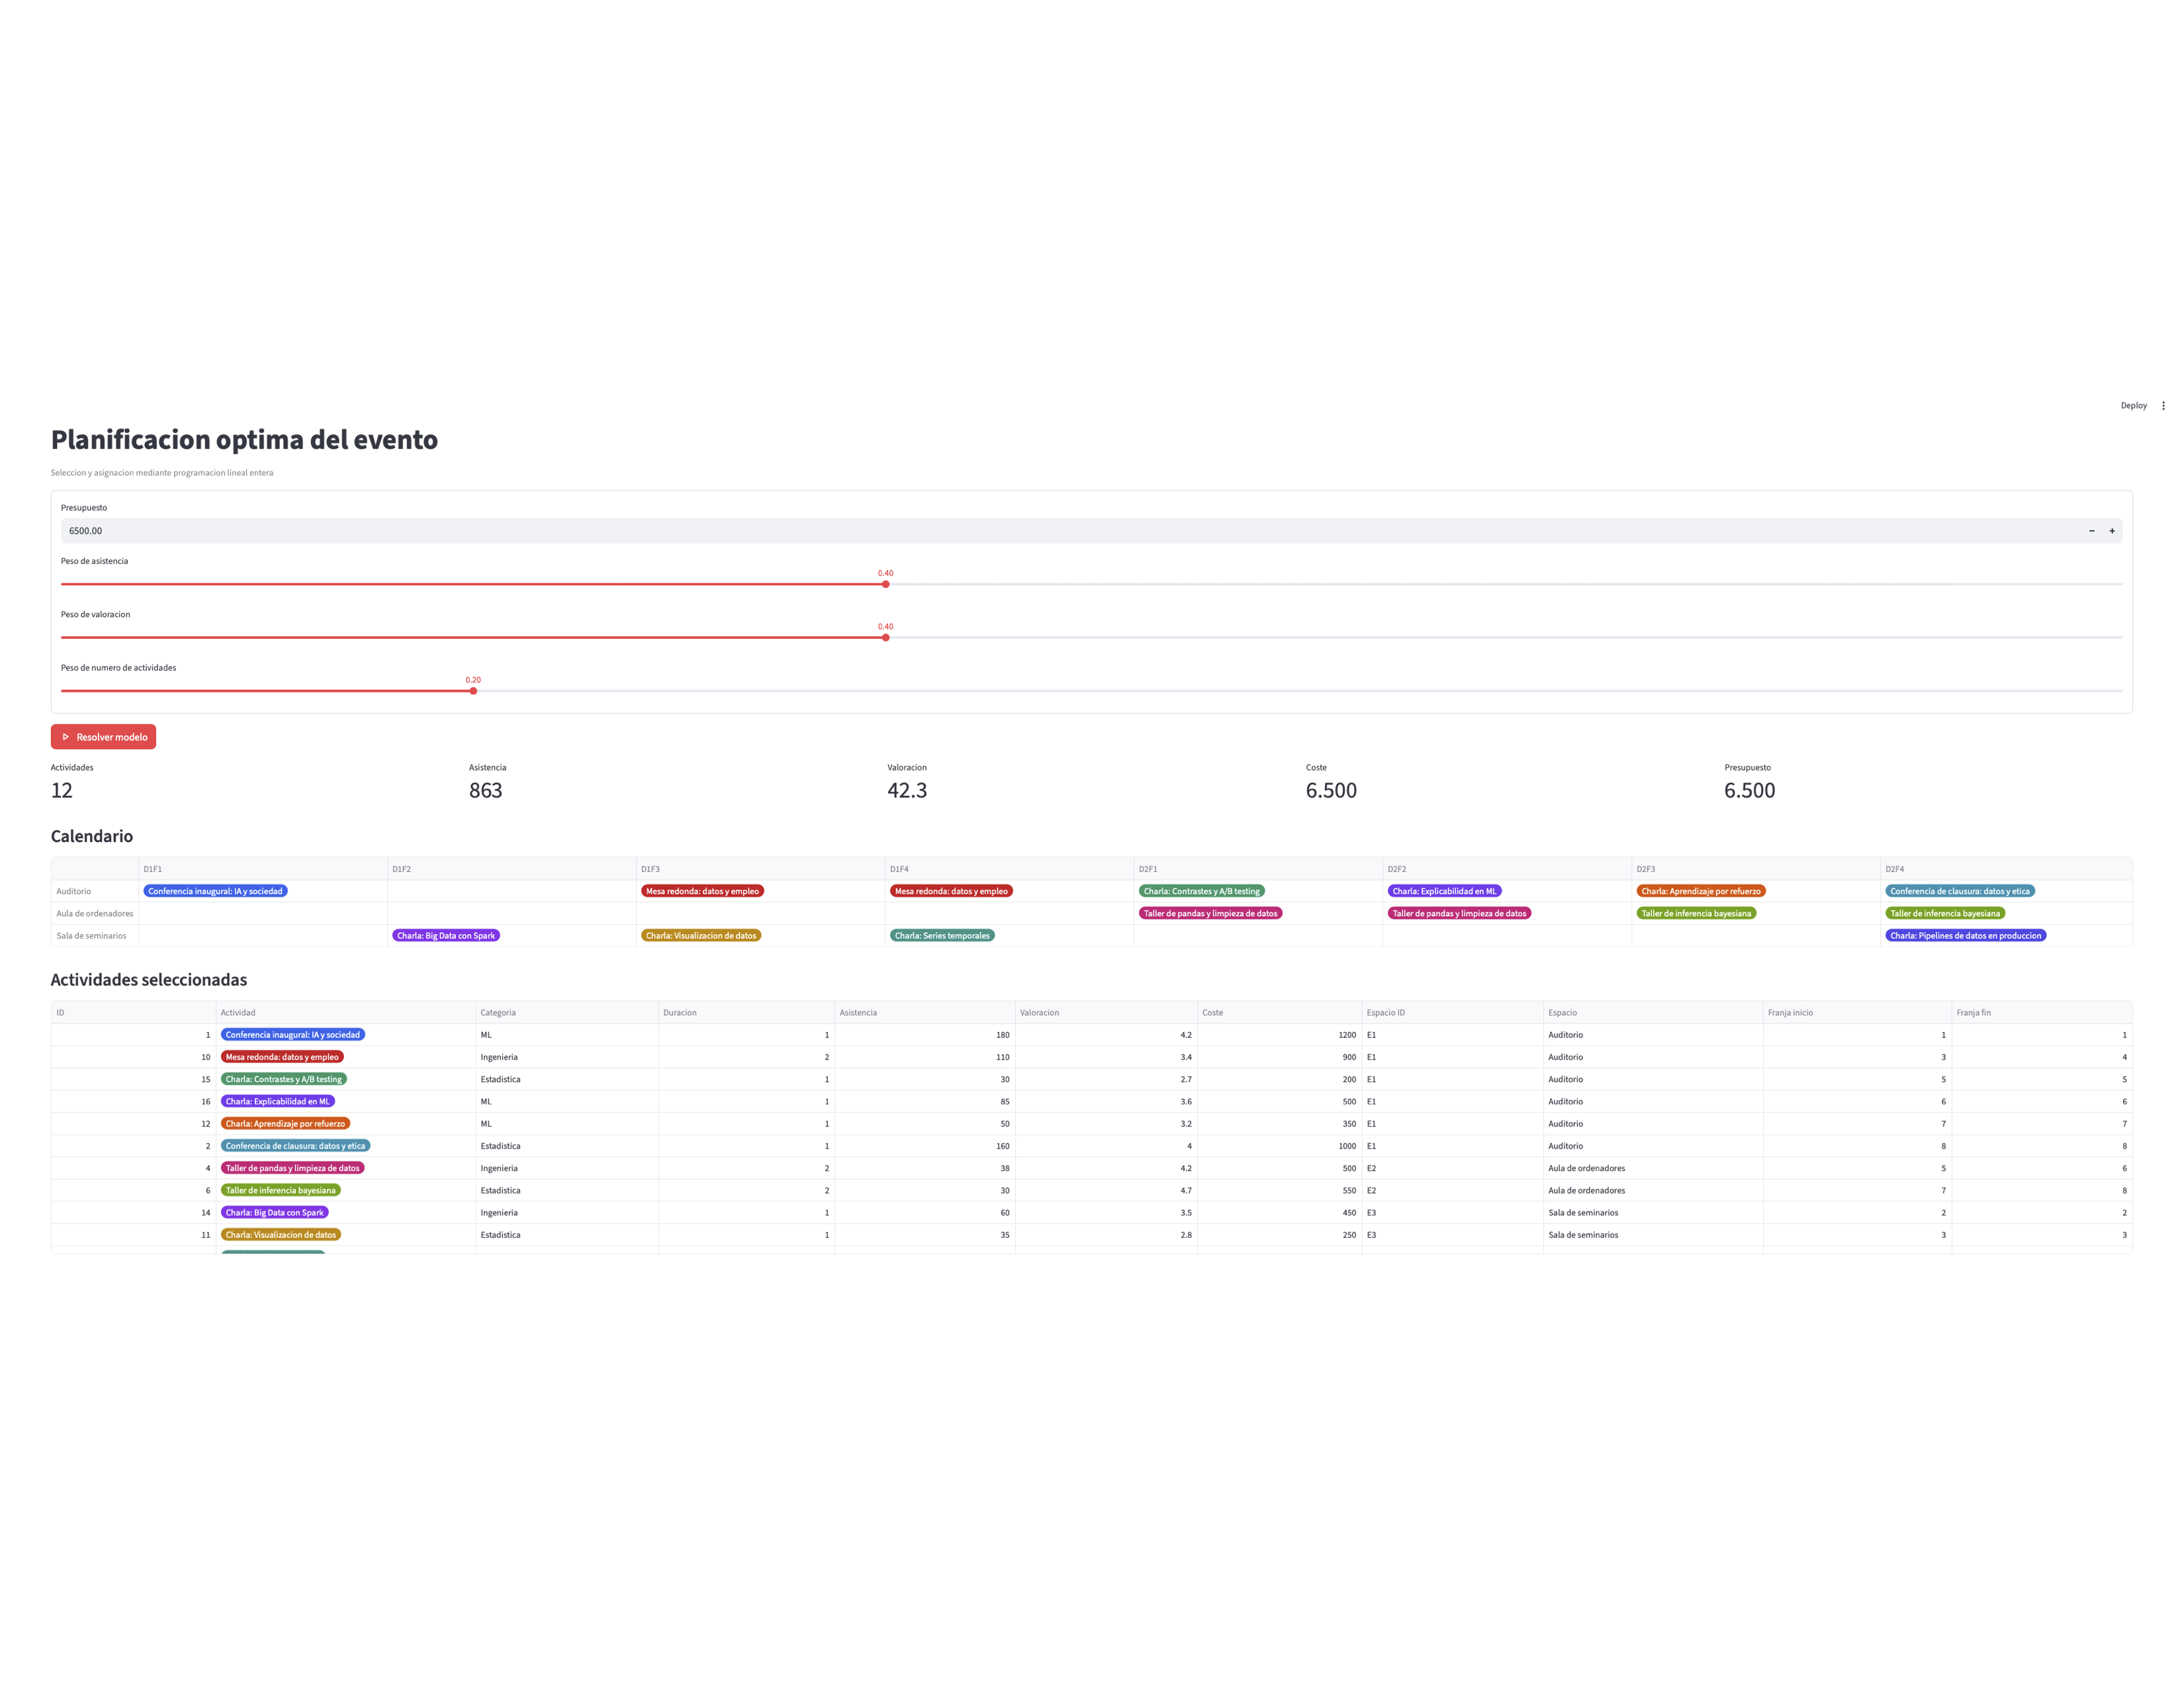 Deploy
Planificacion optima del evento
Seleccion y asignacion mediante programacion lineal entera
Presupuesto
6500.00
Peso de asistencia
0.40
Peso de valoracion
0.40
Peso de numero de actividades
0.20
Resolver modelo
Actividades Asistencia Valoracion Coste Presupuesto
12 863 42.3 6.500 6.500
Calendario
D1F1 D1F2 D1F3 D1F4 D2F1 D2F2 D2F3 D2F4
Auditorio Conferencia inaugural: IA y sociedad Mesa redonda: datos y empleo Mesa redonda: datos y empleo Charla: Contrastes y A/B testing Charla: Explicabilidad en ML Charla: Aprendizaje por refuerzo Conferencia de clausura: datos y etica
Aula de ordenadores Taller de pandas y limpieza de datos Taller de pandas y limpieza de datos Taller de inferencia bayesiana Taller de inferencia bayesiana
Sala de seminarios Charla: Big Data con Spark Charla: Visualizacion de datos Charla: Series temporales Charla: Pipelines de datos en produccion
Actividades seleccionadas
ID Actividad Categoria Duracion Asistencia Valoracion Coste Espacio ID Espacio Franja inicio Franja fin
1 Conferencia inaugural: IA y sociedad ML 1 180 4.2 1200 E1 Auditorio 1 1
10 Mesa redonda: datos y empleo Ingenieria 2 110 3.4 900 E1 Auditorio 3 4
15 Charla: Contrastes y A/B testing Estadistica 1 30 2.7 200 E1 Auditorio 5 5
16 Charla: Explicabilidad en ML ML 1 85 3.6 500 E1 Auditorio 6 6
12 Charla: Aprendizaje por refuerzo ML 1 50 3.2 350 E1 Auditorio 7 7
2 Conferencia de clausura: datos y etica Estadistica 1 160 4 1000 E1 Auditorio 8 8
4 Taller de pandas y limpieza de datos Ingenieria 2 38 4.2 500 E2 Aula de ordenadores 5 6
6 Taller de inferencia bayesiana Estadistica 2 30 4.7 550 E2 Aula de ordenadores 7 8
14 Charla: Big Data con Spark Ingenieria 1 60 3.5 450 E3 Sala de seminarios 2 2
11 Charla: Visualizacion de datos Estadistica 1 35 2.8 250 E3 Sala de seminarios 3 3